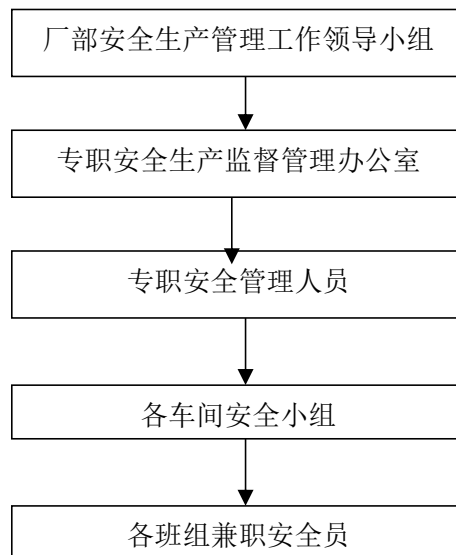 厂部安全生产管理工作领导小组
专职安全生产监督管理办公室
专职安全管理人员
各车间安全小组
各班组兼职安全员